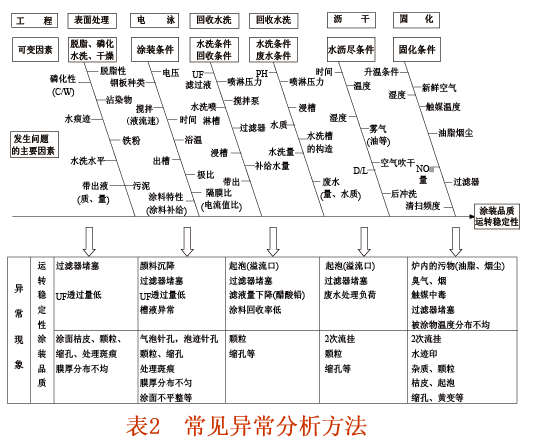 工 程
表面处理
电 泳
回收水洗
回收水洗
沥 干
固 化
可变因素
脱脂、磷化
水洗、干燥
涂装条件
水洗条件
回收条件
水洗条件
废水条件
水沥尽条件
固化条件
发生问题
的主要因素
脱脂性
磷化性
(C/W)
沾染物
水痕迹
铁粉
水洗水平
带出液
(质、量)
污泥
电压
钢板种类
搅拌
(液流速)
时间
浴温
出槽
极比
涂料特性
(涂料补给)
隔膜比
(电流值比)
UF
滤过液
喷淋压力
水洗喷
淋槽
搅拌泵
过滤器
浸槽
补给水量
带出
PH
喷淋压力
浸槽
水质
水洗槽
的构造
水洗量
废水
(量、水质)
时间
温度
湿度
雾气
(油等)
空气吹干
D/L
后冲洗
升温条件
湿度
新鲜空气
触媒温度
油脂烟尘
量
过滤器
清扫频度
涂装品质
运转稳定性
异常现象
运转稳定性
过滤器堵塞
UF透过量低
颜料沉降
过滤器堵塞
UF透过量低
槽液异常
起泡(溢流口)
过滤器堵塞
滤液量下降(醋酸铅)
涂料回收率低
起泡(溢流口)
过滤器堵塞
废水处理负荷
炉内的污物(油脂、烟尘)
臭气、烟
触媒中毒
过滤器堵塞
被涂物温度分布不均
涂装品质
涂面桔皮、颗粒、
缩孔、处理斑痕
膜厚分布不均
气泡针孔，泡迹针孔
颗粒、缩孔
处理斑痕
膜厚分布不匀
涂面不平整等
颗粒
缩孔等
2次流挂
颗粒
缩孔等
2次流挂
水迹印
杂质、颗粒
桔皮、起泡
缩孔、黄变等
表2 常见异常分析方法